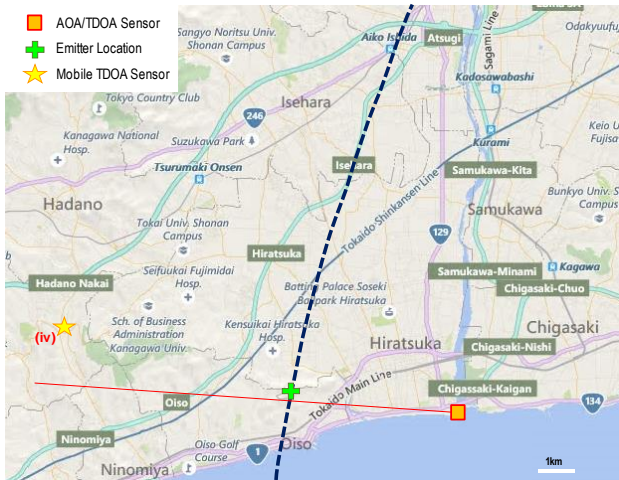 AOA/TDOA Sensor
Emitter Location
Mobile TDOA Sensor
Sangyo Noritsu Univ.
Shonan Campus
Aiko Ishida
Atsugi
Sagami Line
Odakyuufuj
Kadosawabashi
Tokyo Country Club
Isehara
246
Kanagawa National
Hosp.
Suzukawa Park
Kurami
Keio U
Fujisa
Tsurumaki Onsen
Isehara
Samukawa-Kita
Hadano
Tokai Univ. Shonan
Campus
Tokaido-Shinkansen Line
Samukawa
Bunkyo Univ. S
Campus
129
Hiratsuka
Seifuukai Fujimidai
Hosp.
Samukawa-Minami
Kagawa
Hadano Nakai
Batting Palace Soseki
Ballpark Hiratsuka
Chigasaki-Chuo
(iv)
Sch. of Business
Administration
Kanagawa Univ.
Kensuikai Hiratsuka
Hosp.
Hiratsuka
Chigasaki
Chigasaki-Nishi
Tokaido Main Line
Chigassaki-Kaigan
Oiso
134
Ninomiya
Oiso Golf
Course
1
Oiso
Ninomiya
1km